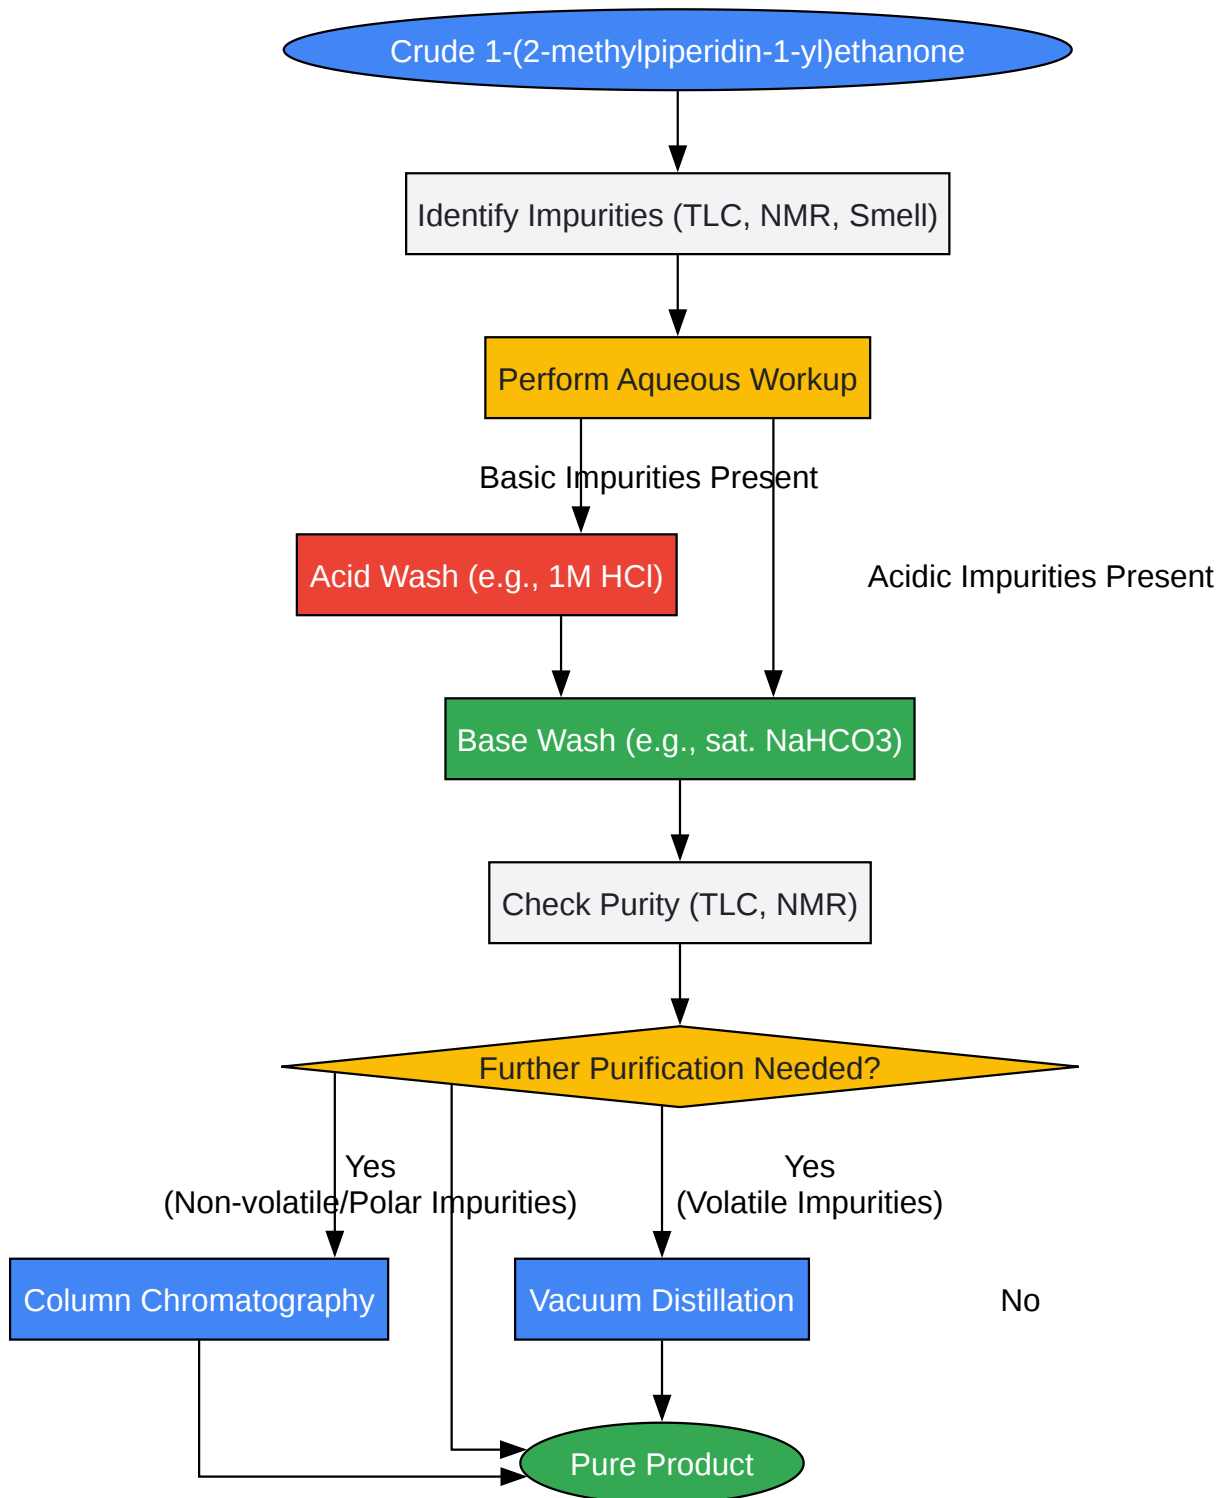 Crude 1-(2-methylpiperidin-1-yl)ethanone
Identify Impurities (TLC, NMR, Smell)
Perform Aqueous Workup
Basic Impurities Present
Acid Wash (e.g., 1M HCl)
Acidic Impurities Present
Base Wash (e.g., sat. NaHCO3)
Check Purity (TLC, NMR)
Further Purification Needed?
Yes
(Non-volatile/Polar Impurities)
Yes
(Volatile Impurities)
Column Chromatography
Vacuum Distillation
No
Pure Product